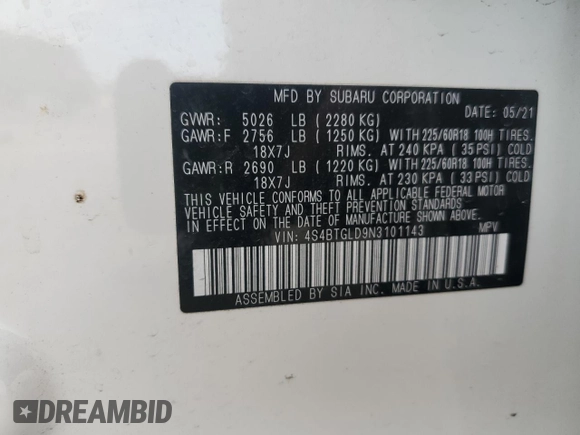 MFD BY SUBARU CORPORATION
DATE: 05/21
GVWR: 5026 LB (2280 KG)
GAWR:F 2756 LB (1250 KG) WITH 225/60R18 100H TIRES.
18X7J RIMS. AT 240 KPA (35 PSI) COLD
GAWR:R 2690 LB (1220 KG) WITH 225/60R18 100H TIRES.
18X7J RIMS. AT 230 KPA (33 PSI) COLD
THIS VEHICLE CONFORMS TO ALL APPLICABLE FEDERAL MOTOR
VEHICLE SAFETY AND THEFT PREVENTION STANDARDS
IN EFFECT ON THE DATE OF MANUFACTURE SHOWN ABOVE.
VIN: 4S4BTGLD9N3101143 MPV
ASSEMBLED BY SIA INC. MADE IN U.S.A.
DREAMBID